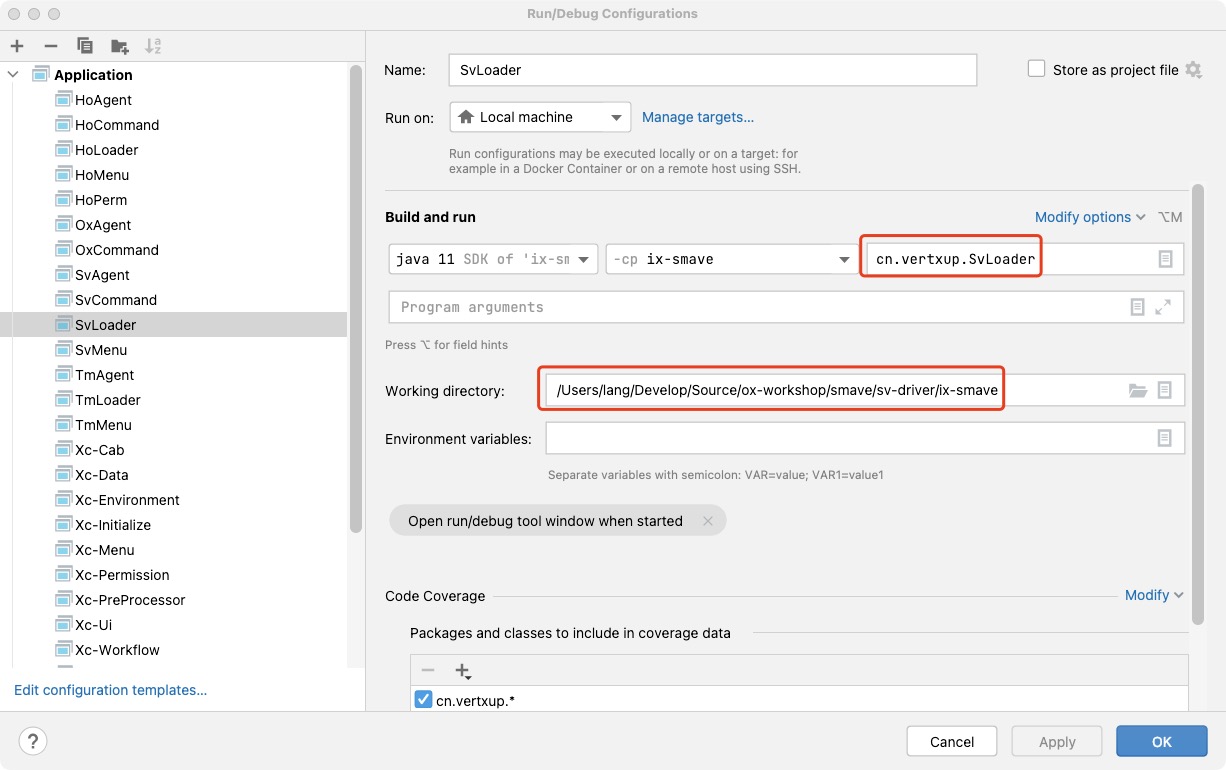 Run/Debug Configurations
Application
HoAgent
HoCommand
HoLoader
HoMenu
HoPerm
OxAgent
OxCommand
SvAgent
SvCommand
SvLoader
SvMenu
TmAgent
TmLoader
TmMenu
Xc-Cab
Xc-Data
Xc-Environment
Xc-Initialize
Xc-Menu
Xc-Permission
Xc-PreProcessor
Xc-Ui
Xc-Workflow
Edit configuration templates...
Name: SvLoader Store as project file
Run on: Local machine Manage targets...
Run configurations may be executed locally or on a target: for
example in a Docker Container or on a remote host using SSH.
Build and run Modify options ⌥M
java 11 SDK of 'ix-sm -cp ix-smave cn.vertxup.SvLoader
Program arguments
Press ⌥ for field hints
Working directory: /Users/lang/Develop/Source/ox-workshop/smave/sv-driver/ix-smave
Environment variables:
Separate variables with semicolon: VAR=value; VAR1=value1
Open run/debug tool window when started ×
Code Coverage Modify
Packages and classes to include in coverage data
cn.vertxup.*
? Cancel Apply OK